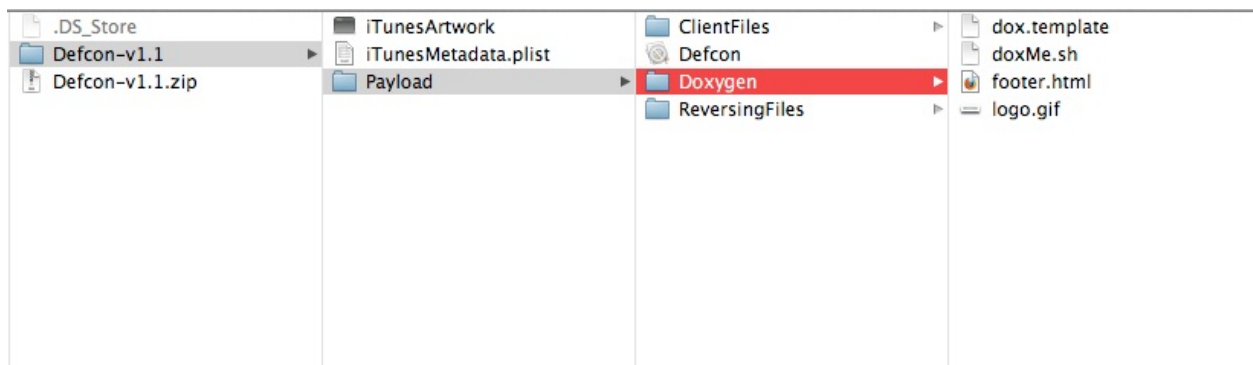 .DS_Store
Defcon-v1.1
Defcon-v1.1.zip
iTunesArtwork
iTunesMetadata.plist
Payload
ClientFiles
Defcon
Doxygen
ReversingFiles
dox.template
doxMe.sh
footer.html
logo.gif